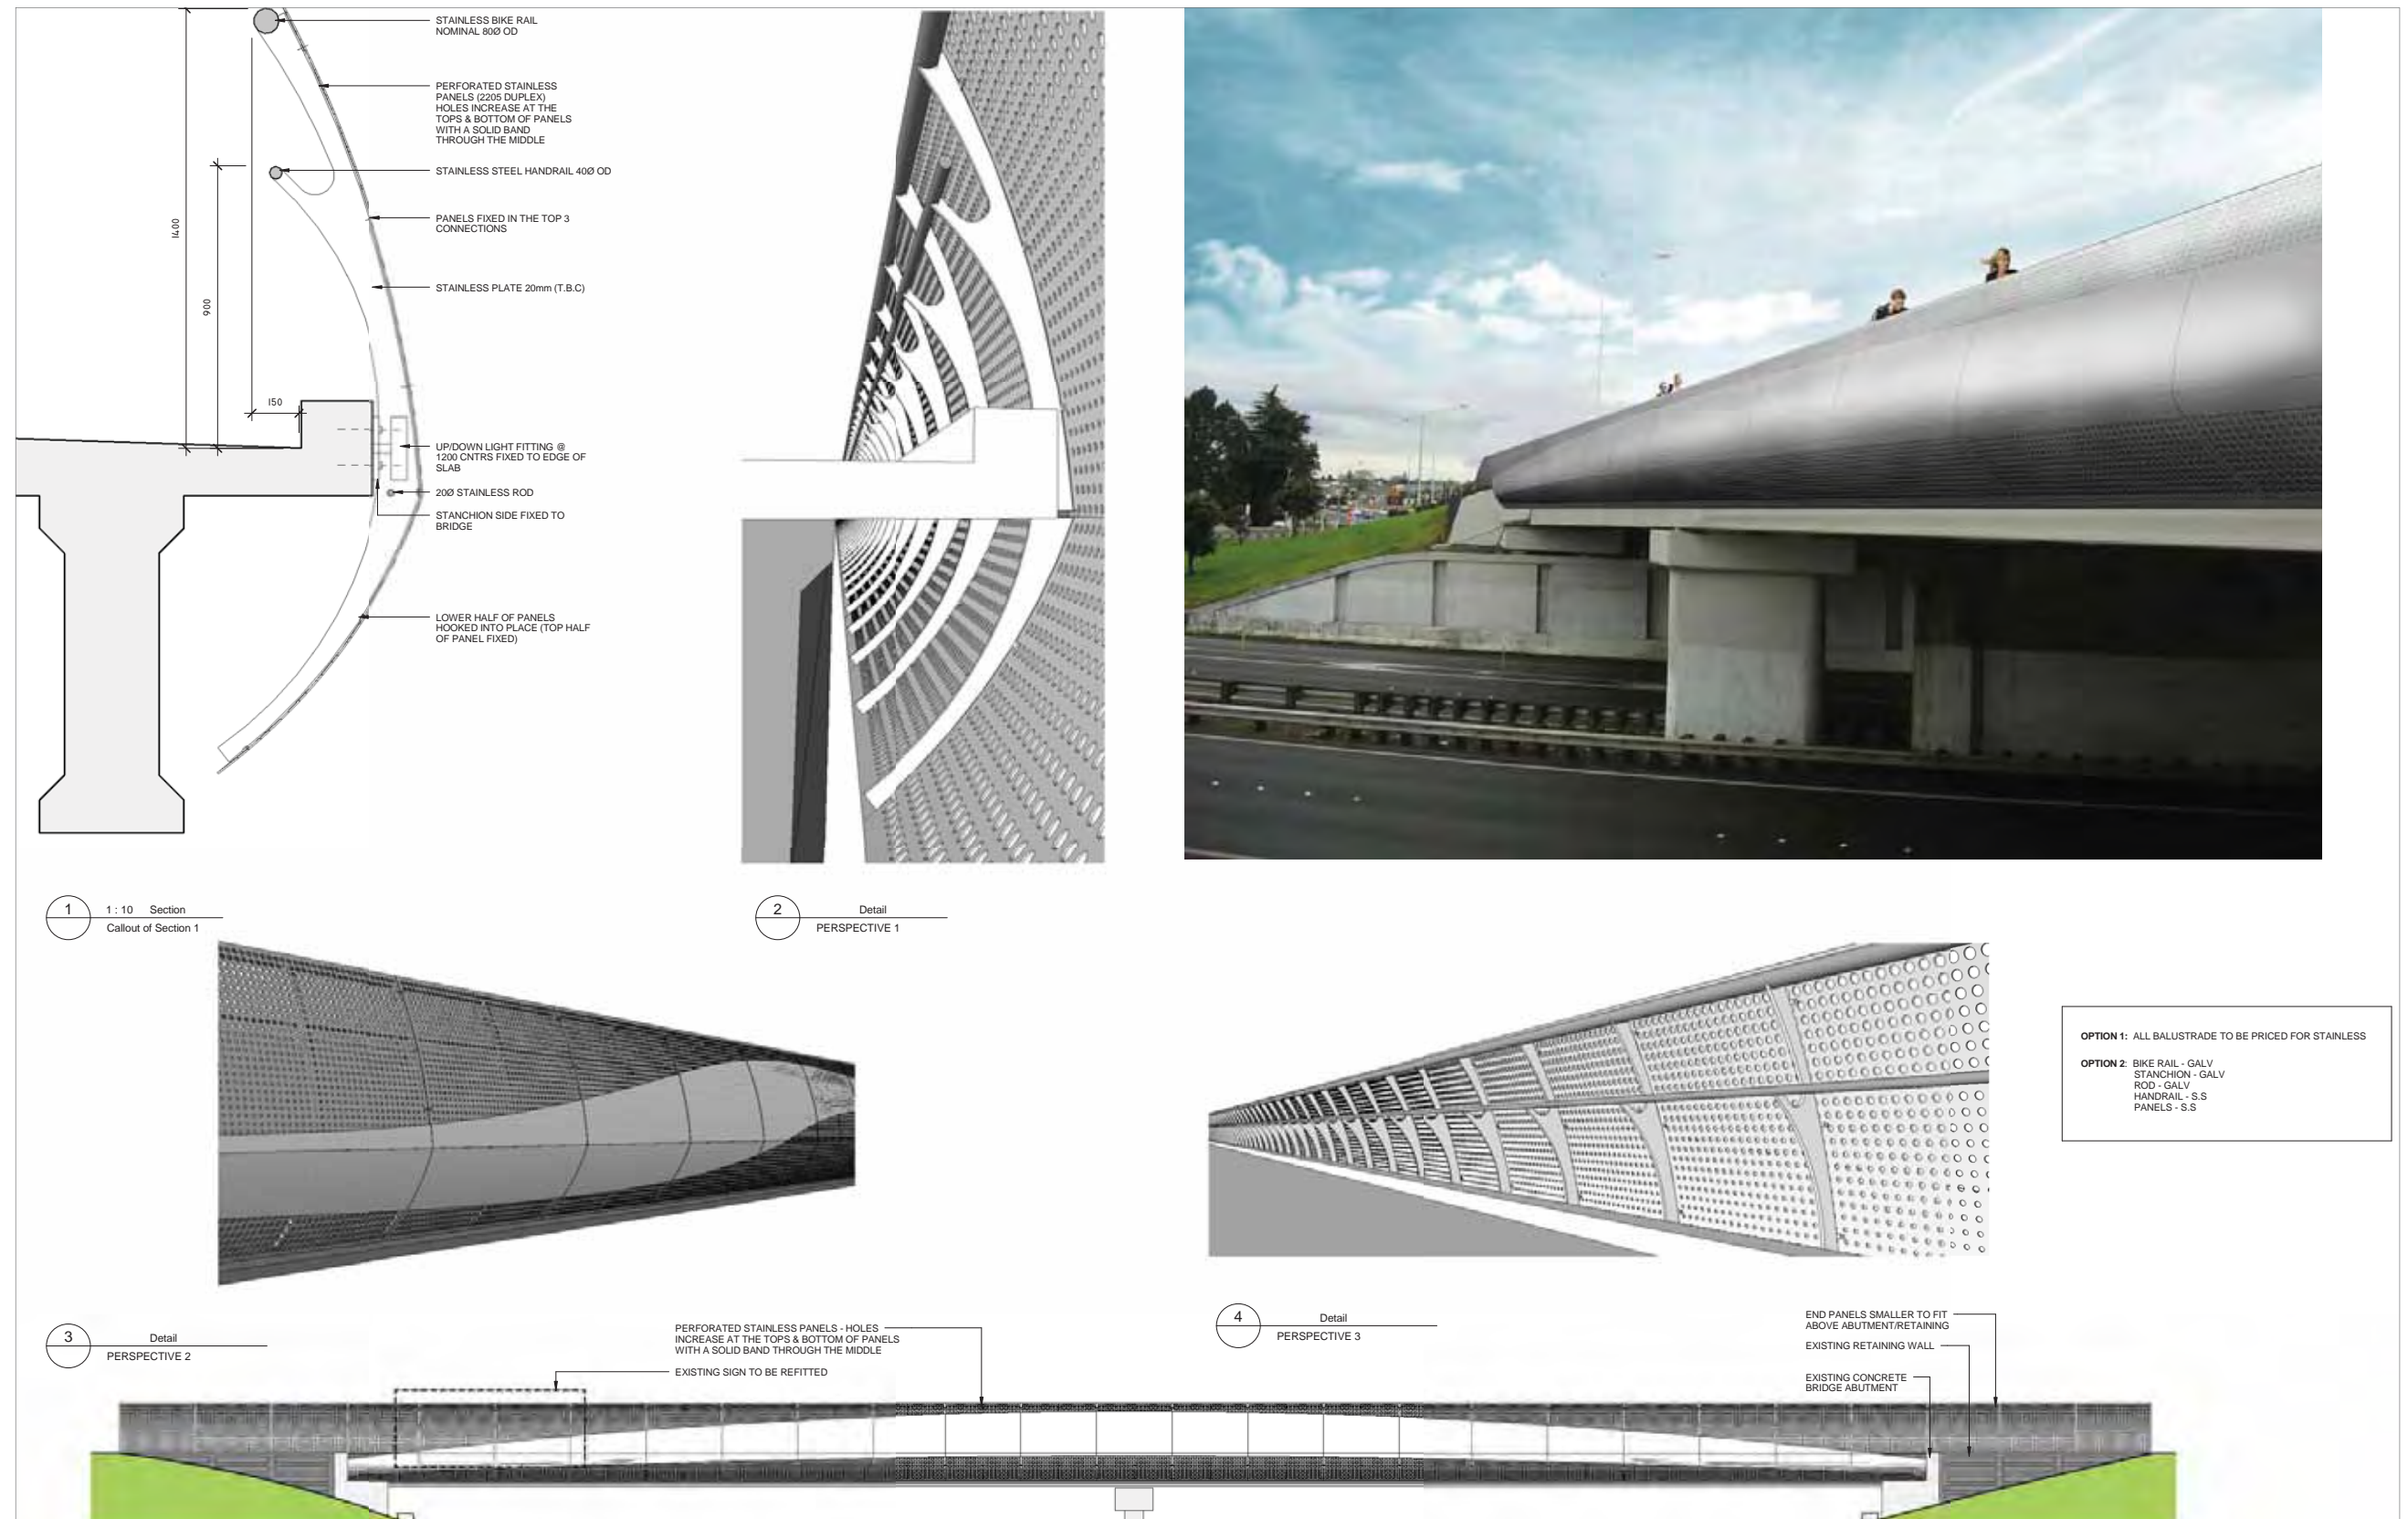 STAINLESS BIKE RAIL
NOMINAL 80Ø OD
PERFORATED STAINLESS
PANELS (2205 DUPLEX)
HOLES INCREASE AT THE
TOPS & BOTTOM OF PANELS
WITH A SOLID BAND
THROUGH THE MIDDLE
STAINLESS STEEL HANDRAIL 40Ø OD
PANELS FIXED IN THE TOP 3
CONNECTIONS
1400
STAINLESS PLATE 20mm (T.B.C)
900
150
UP/DOWN LIGHT FITTING @
1200 CNTRS FIXED TO EDGE OF
SLAB
20Ø STAINLESS ROD
STANCHION SIDE FIXED TO
BRIDGE
LOWER HALF OF PANELS
HOOKED INTO PLACE (TOP HALF
OF PANEL FIXED)
1
1 : 10 Section
Callout of Section 1
2
Detail
PERSPECTIVE 1
OPTION 1: ALL BALUSTRADE TO BE PRICED FOR STAINLESS
OPTION 2: BIKE RAIL - GALV
STANCHION - GALV
ROD - GALV
HANDRAIL - S.S
PANELS - S.S
3
Detail
PERSPECTIVE 2
4
Detail
PERSPECTIVE 3
PERFORATED STAINLESS PANELS - HOLES
INCREASE AT THE TOPS & BOTTOM OF PANELS
WITH A SOLID BAND THROUGH THE MIDDLE
EXISTING SIGN TO BE REFITTED
END PANELS SMALLER TO FIT
ABOVE ABUTMENT/RETAINING
EXISTING RETAINING WALL
EXISTING CONCRETE
BRIDGE ABUTMENT